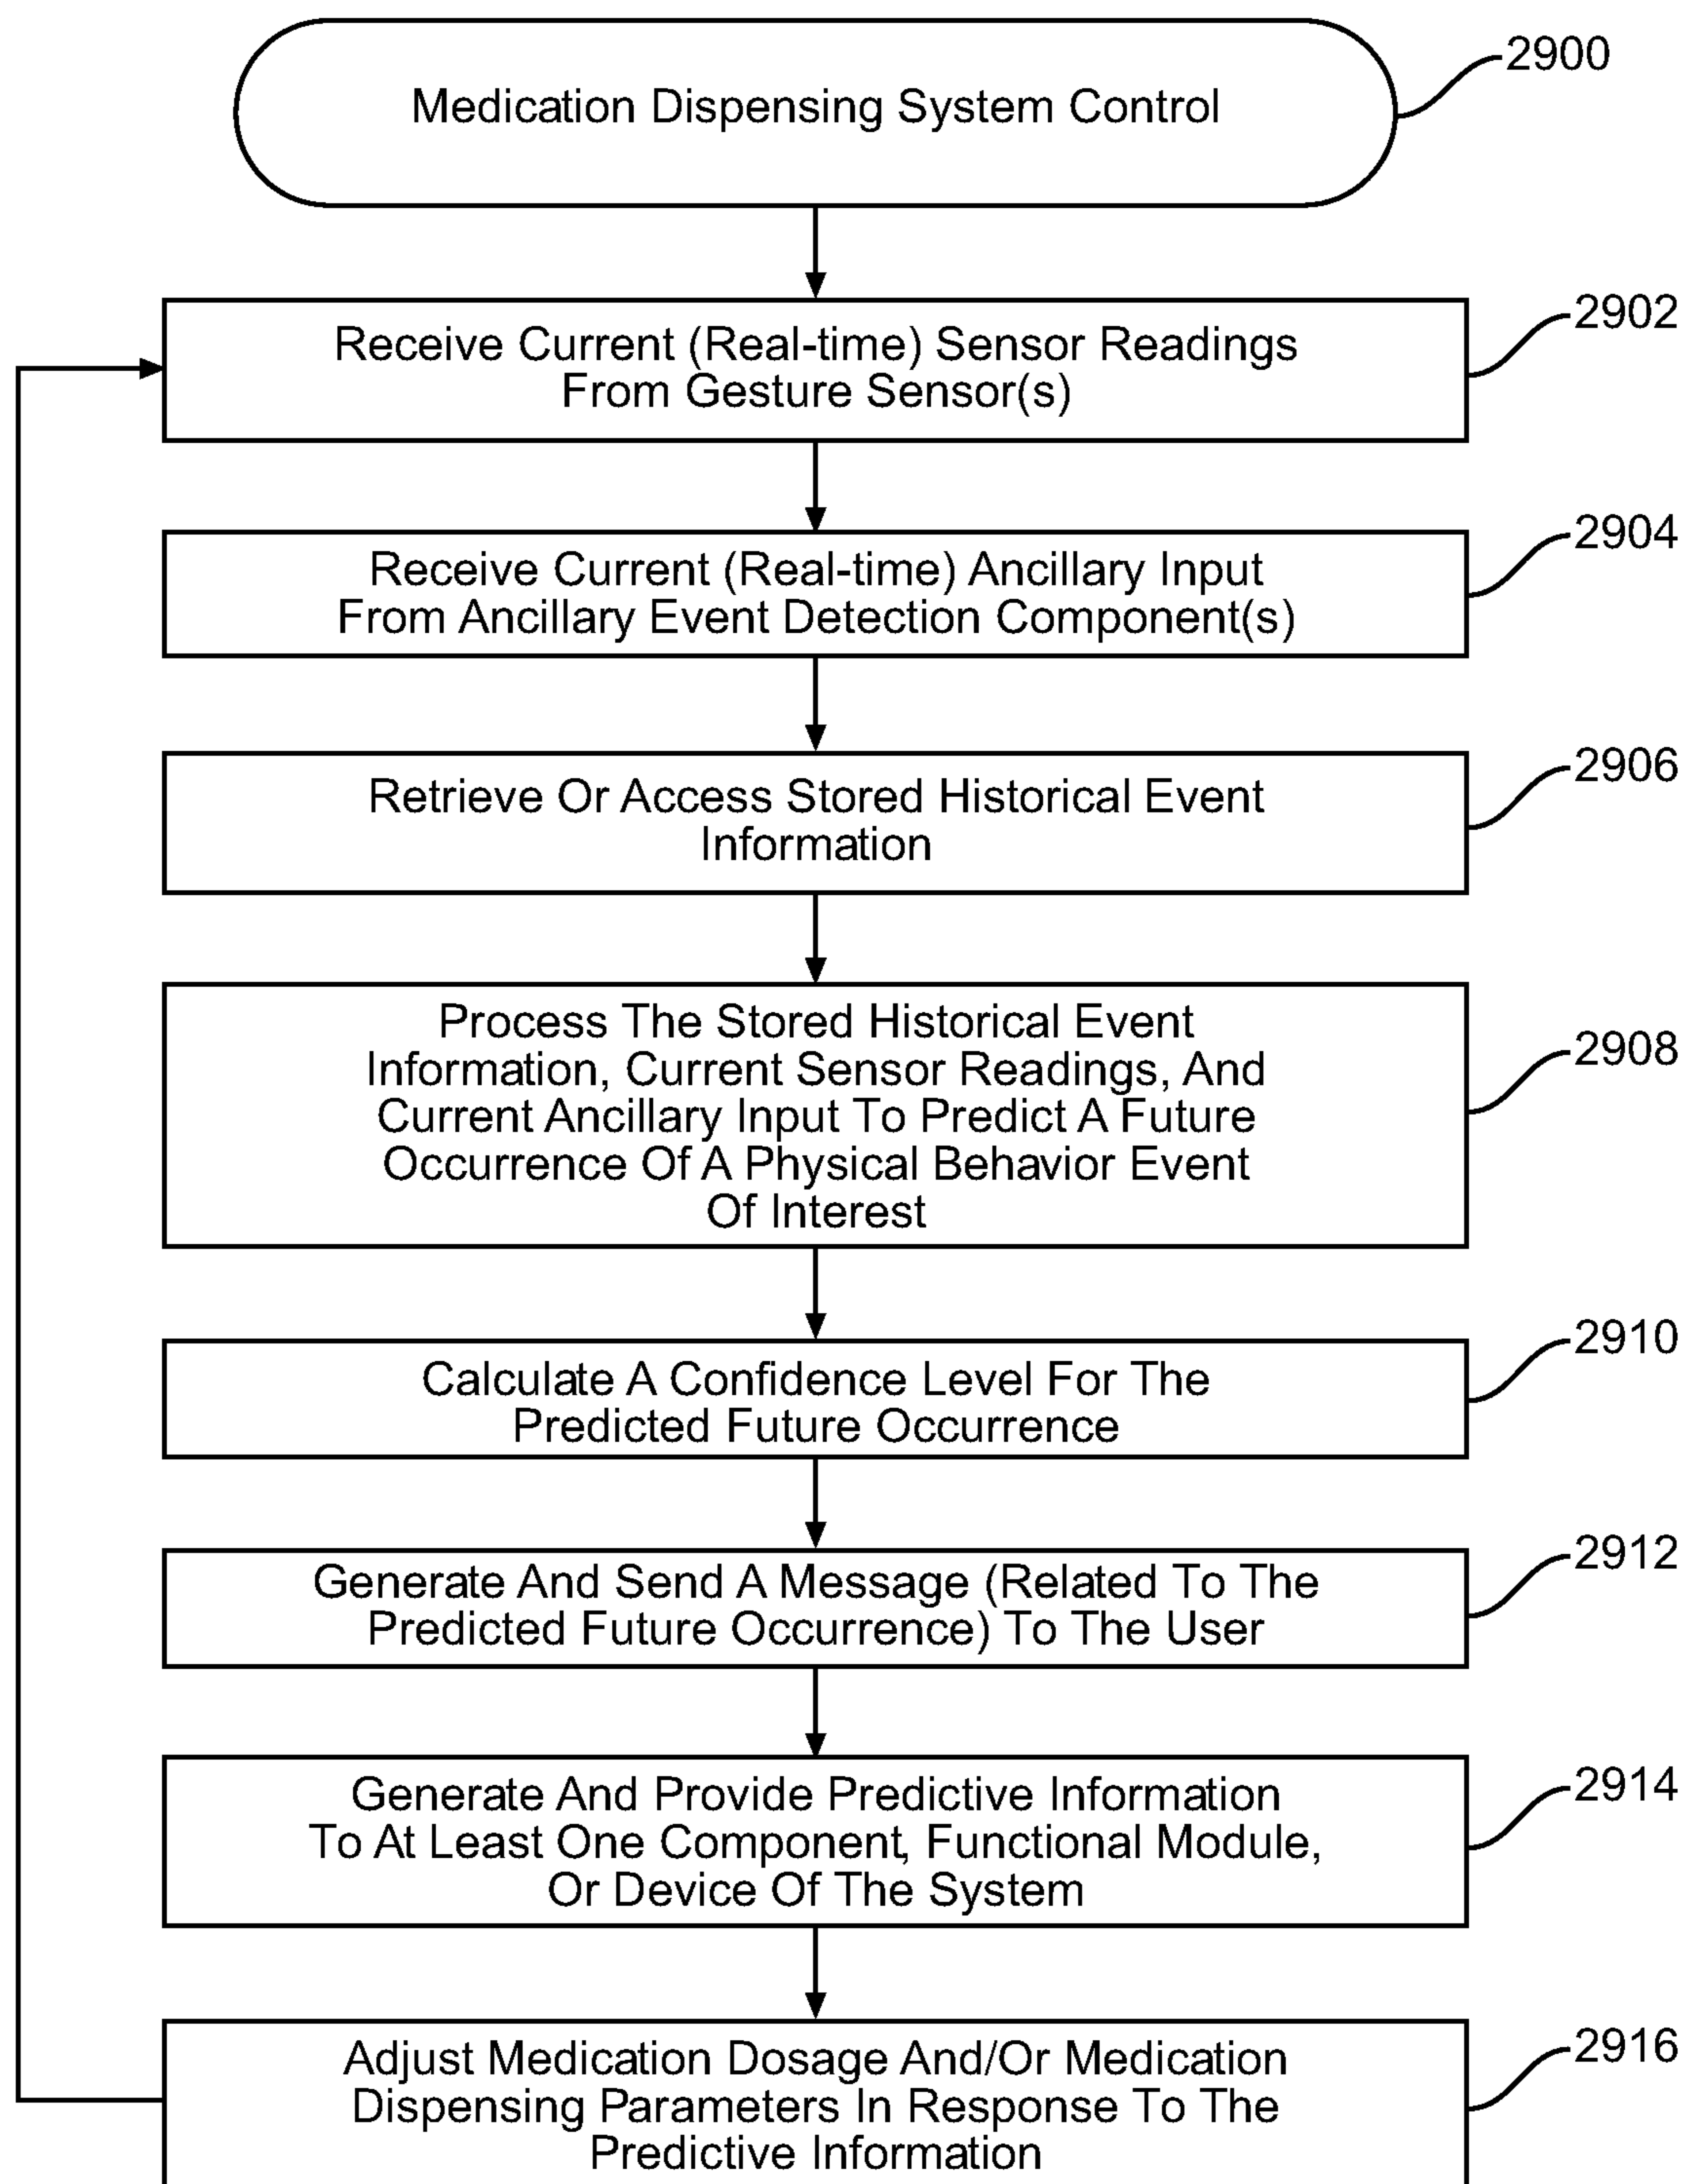 Medication Dispensing System Control
2900
Receive Current (Real-time) Sensor Readings
From Gesture Sensor(s)
2902
Receive Current (Real-time) Ancillary Input
From Ancillary Event Detection Component(s)
2904
Retrieve Or Access Stored Historical Event
Information
2906
Process The Stored Historical Event
Information, Current Sensor Readings, And
Current Ancillary Input To Predict A Future
Occurrence Of A Physical Behavior Event
Of Interest
2908
Calculate A Confidence Level For The
Predicted Future Occurrence
2910
Generate And Send A Message (Related To The
Predicted Future Occurrence) To The User
2912
Generate And Provide Predictive Information
To At Least One Component, Functional Module,
Or Device Of The System
2914
Adjust Medication Dosage And/Or Medication
Dispensing Parameters In Response To The
Predictive Information
2916